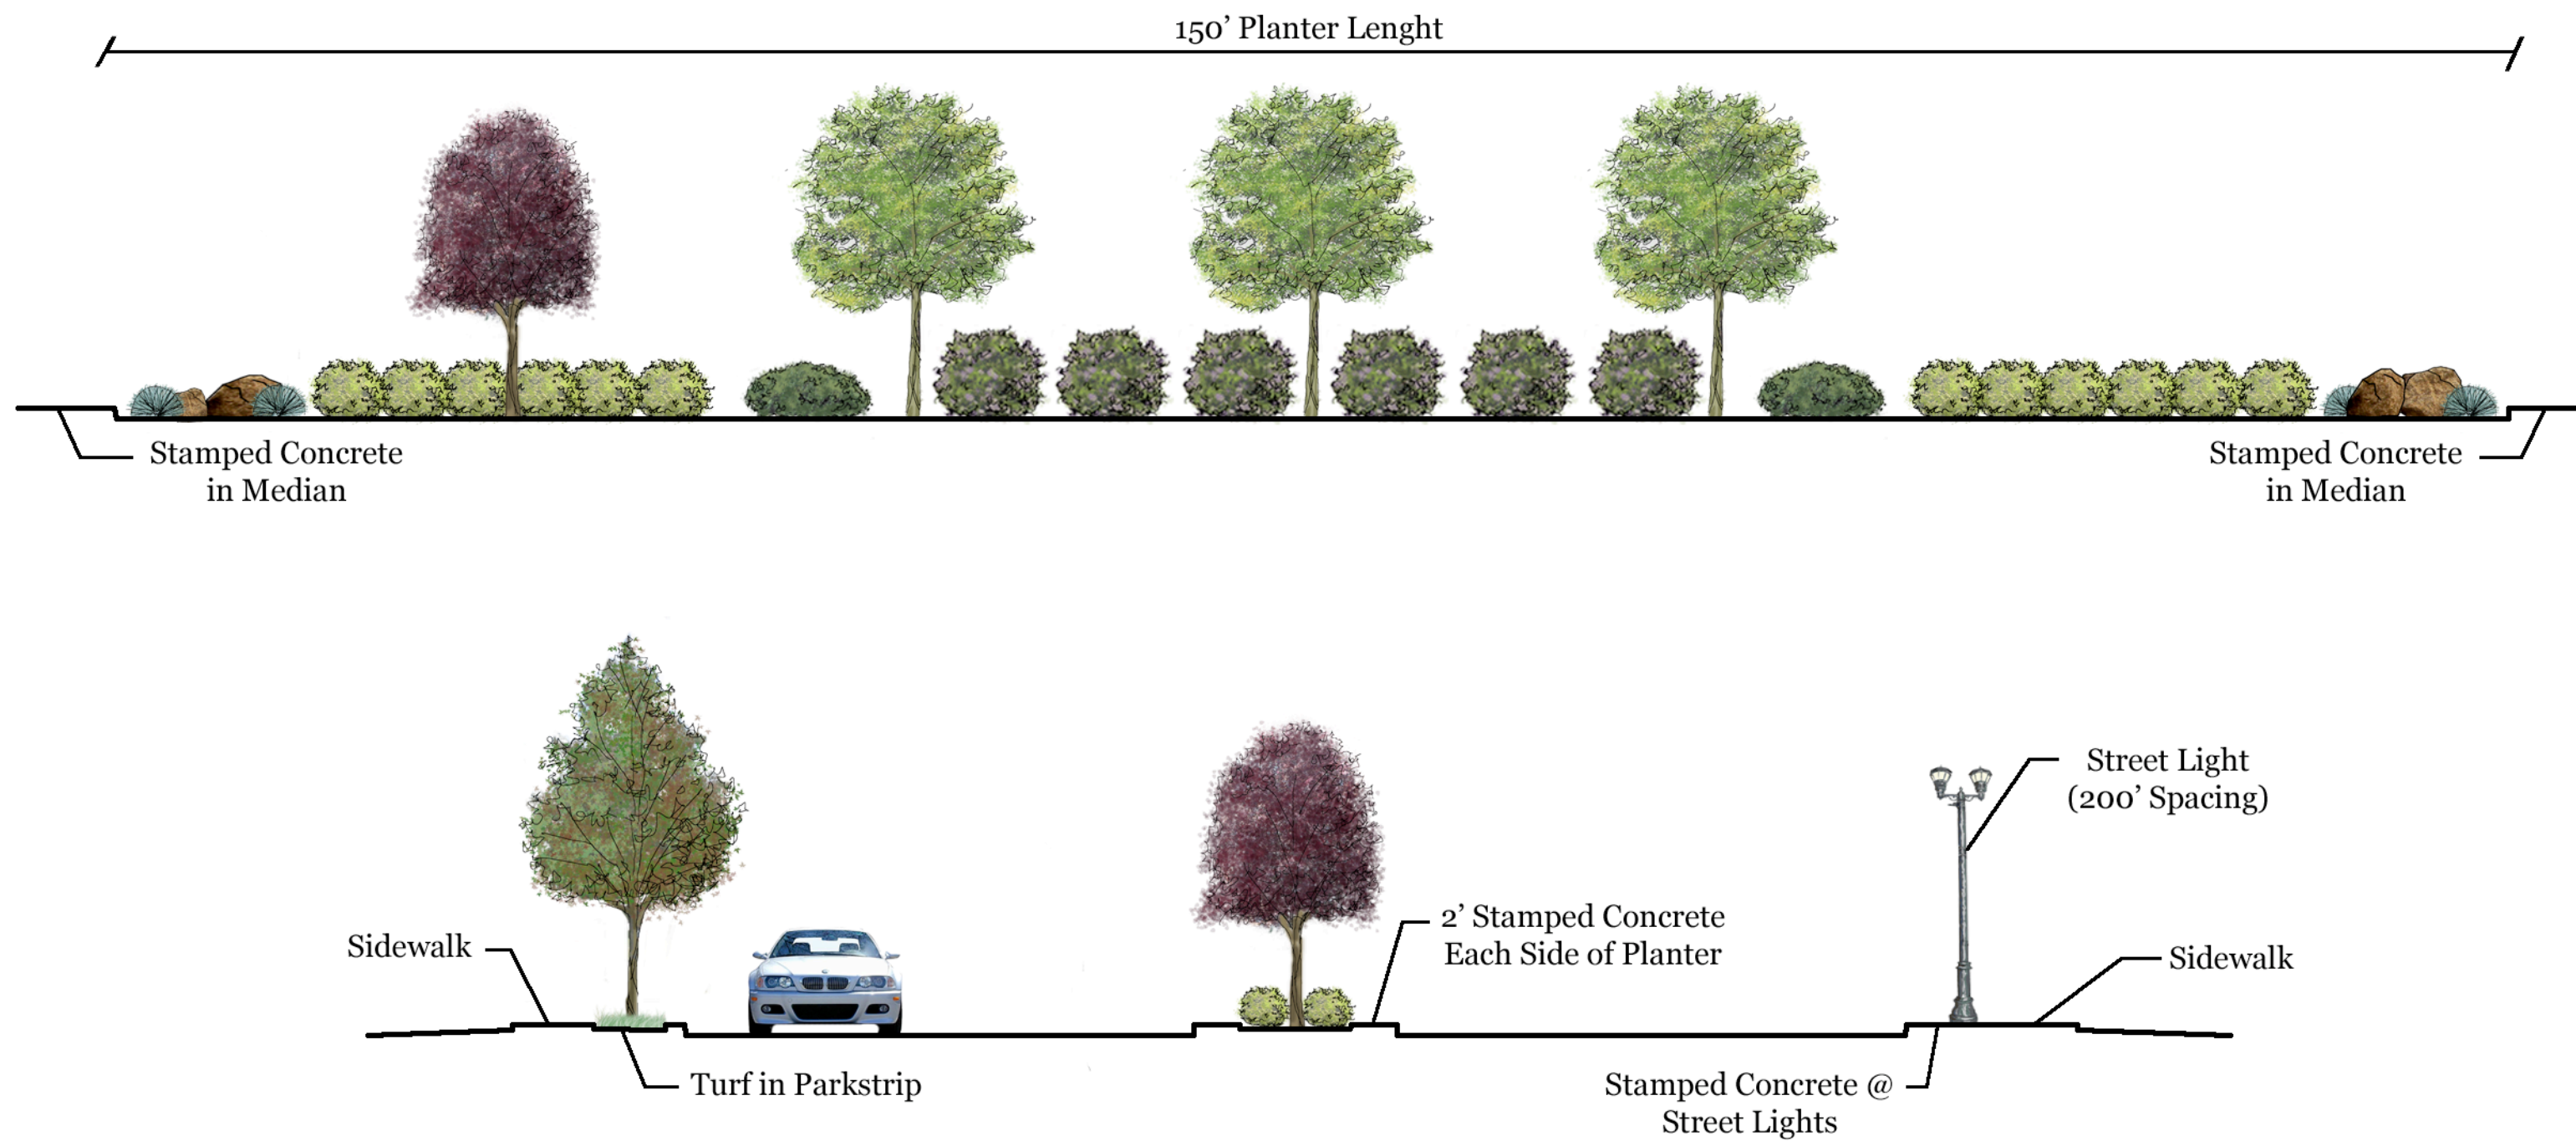 150’ Planter Lenght
Stamped Concrete
in Median
Stamped Concrete
in Median
Street Light
(200’ Spacing)
2’ Stamped Concrete
Each Side of Planter
Sidewalk
Sidewalk
Turf in Parkstrip
Stamped Concrete @
Street Lights